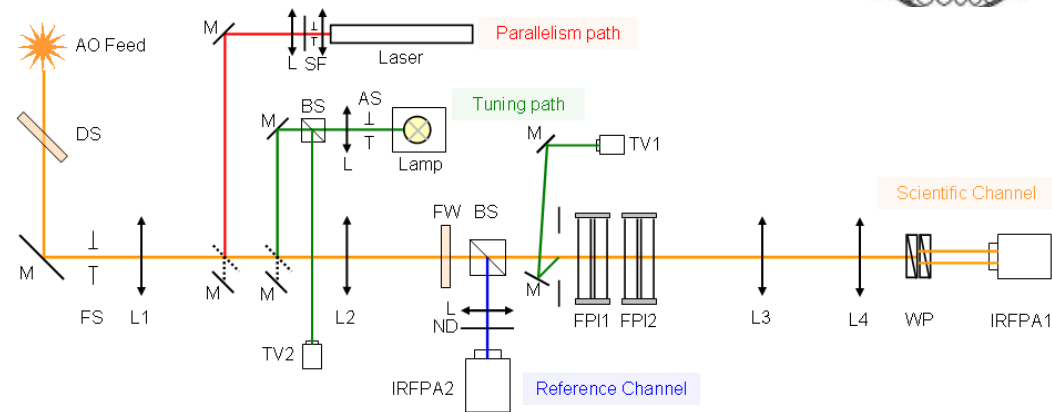 M
L
SF
Laser
Parallelism path
AO Feed
DS
M
BS
AS
L
Lamp
Tuning path
M
TV1
Scientific Channel
FW
BS
M
FS
L1
M
M
TV2
L2
L
ND
IRFPA2
Reference Channel
M
FPI1
FPI2
L3
L4
WP
IRFPA1